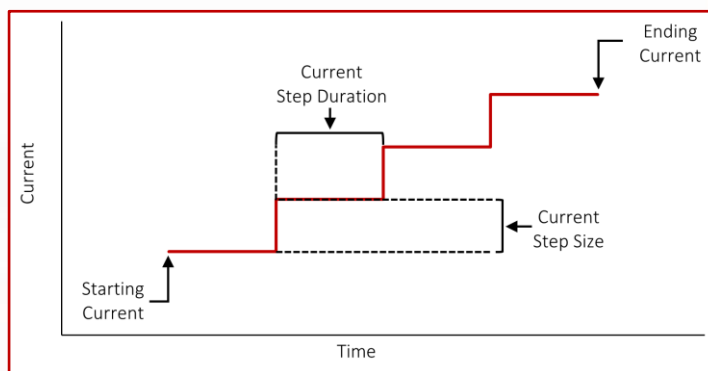 Ending
Current
Current
Step Duration
Current
Current
Step Size
Starting
Current
Time